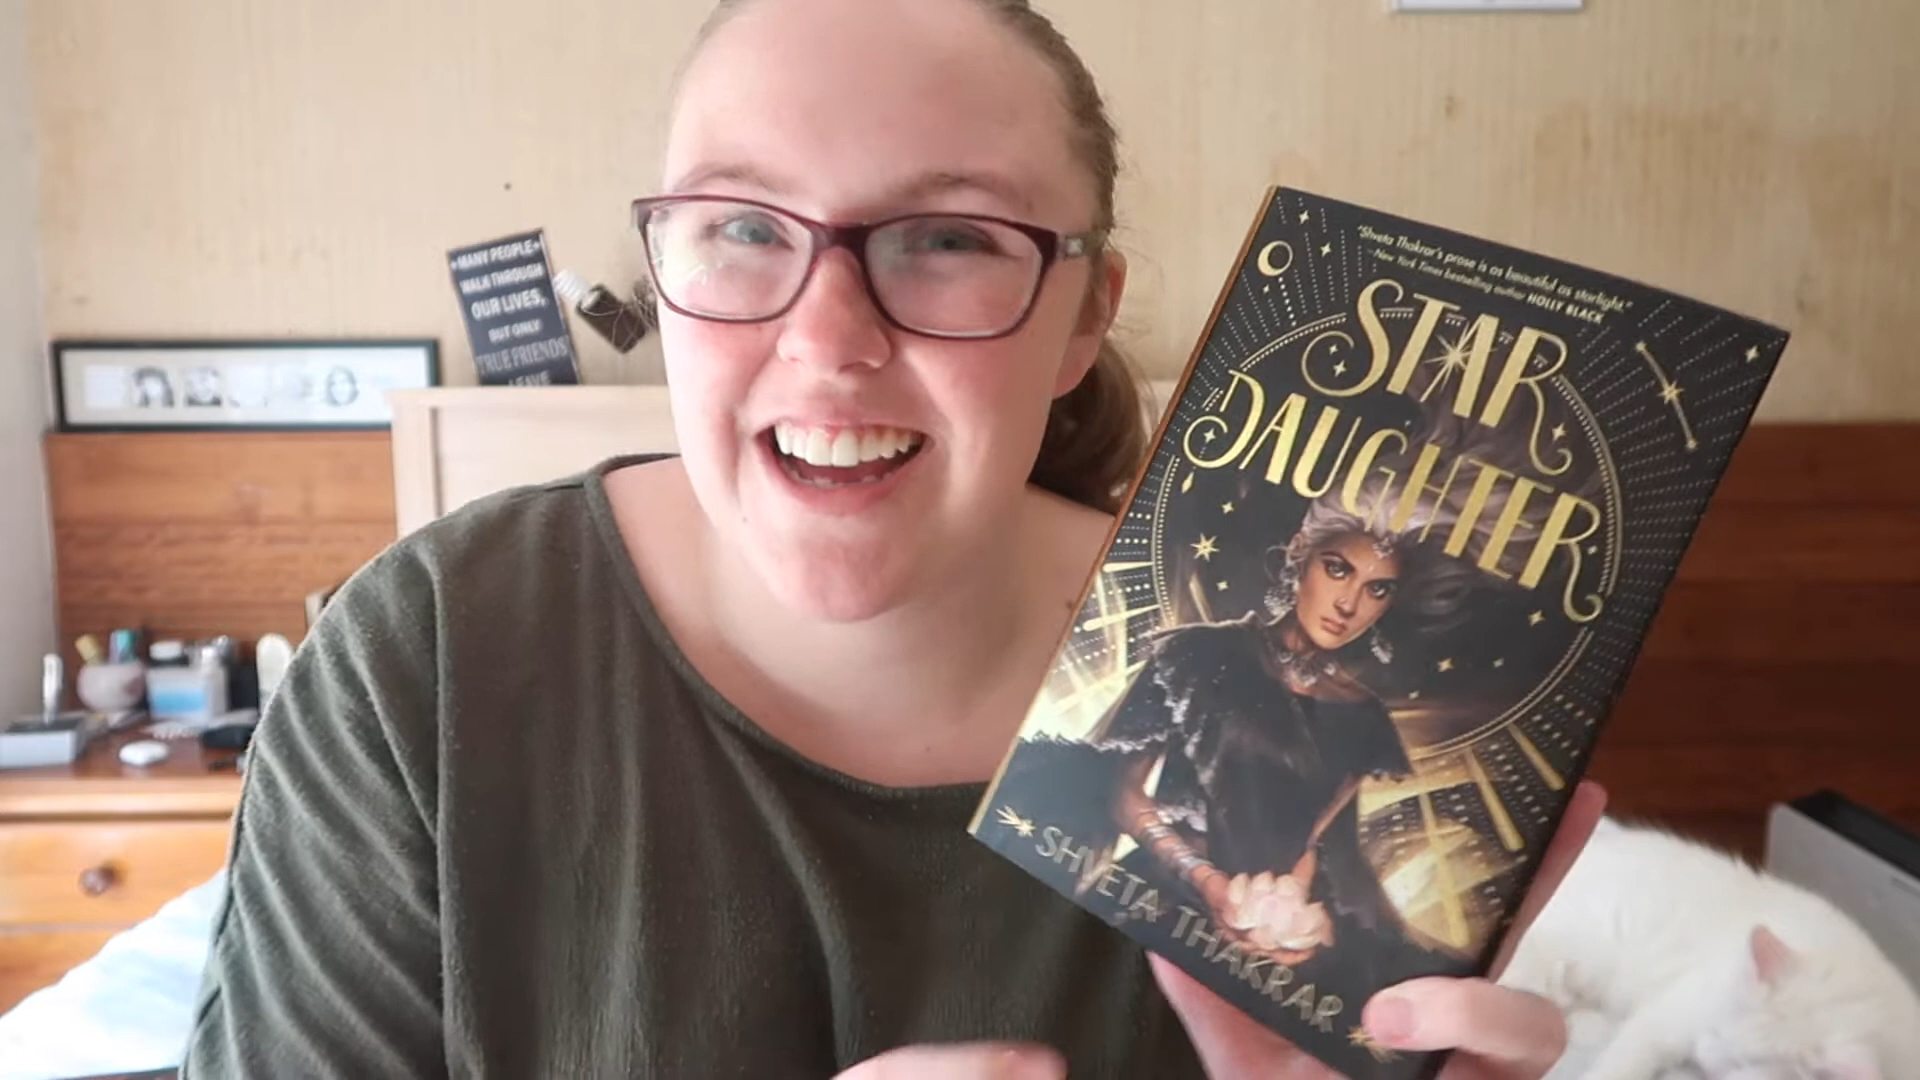 MANY PEOPLE
WALK THROUGH
OUR LIVES,
BUT ONLY
TRUE FRIENDS
LEAVE
"Shveta Thakrar's prose is as beautiful as starlight."
—New York Times bestselling author HOLLY BLACK
STAR
DAUGHTER
SHVETA THAKRAR